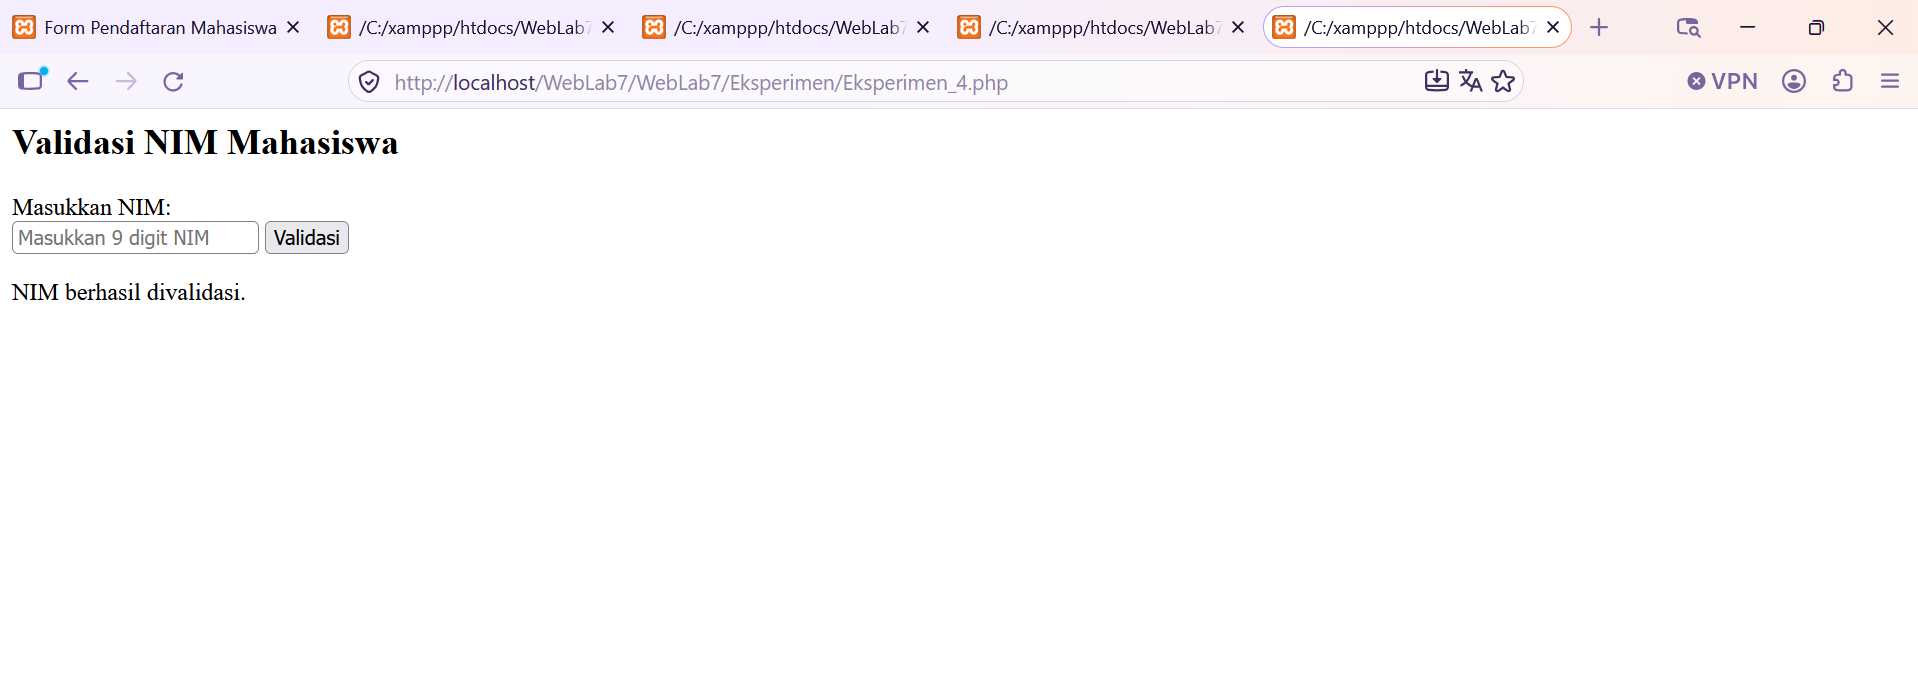 Form Pendaftaran Mahasiswa
/C:/xamppp/htdocs/WebLab7
/C:/xamppp/htdocs/WebLab7
/C:/xamppp/htdocs/WebLab7
/C:/xamppp/htdocs/WebLab7
http://localhost/WebLab7/WebLab7/Eksperimen/Eksperimen_4.php
VPN
Validasi NIM Mahasiswa
Masukkan NIM:
Masukkan 9 digit NIM Validasi
NIM berhasil divalidasi.